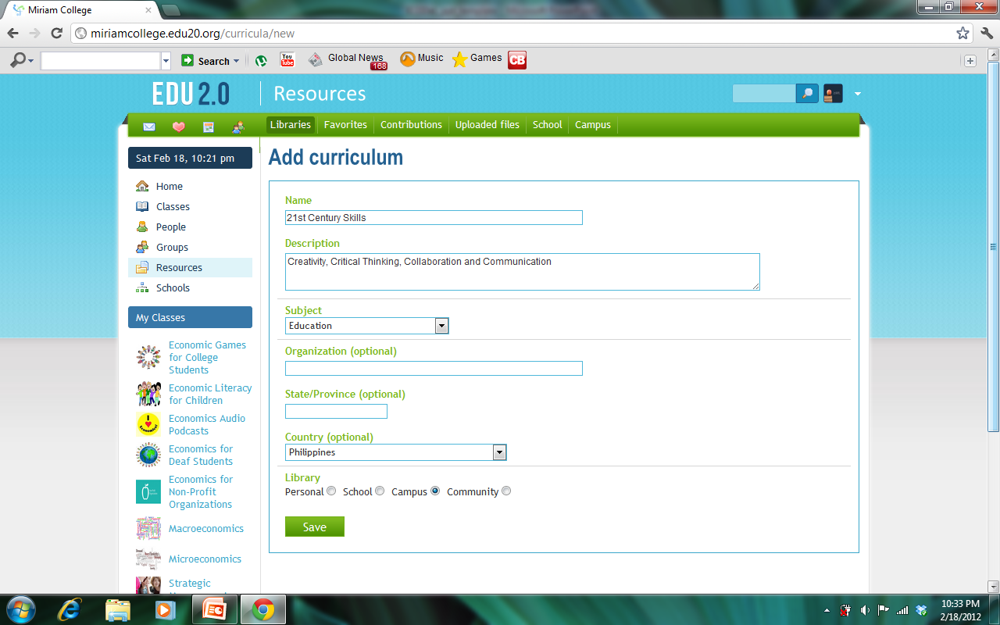 Miriam College
miriamcollege.edu20.org/curricula/new
Search
You
Tube
Global News
168
Music
Games
CB
EDU 2.0
Resources
Libraries Favorites Contributions Uploaded files School Campus
Sat Feb 18, 10:21 pm
Home
Classes
People
Groups
Resources
Schools
My Classes
Economic Games
for College
Students
Economic Literacy
for Children
Economics Audio
Podcasts
Economics for
Deaf Students
Economics for
Non-Profit
Organizations
Macroeconomics
Microeconomics
Strategic
Add curriculum
Name
21st Century Skills
Description
Creativity, Critical Thinking, Collaboration and Communication
Subject
Education
Organization (optional)
State/Province (optional)
Country (optional)
Philippines
Library
Personal School Campus Community
Save
10:33 PM
2/18/2012